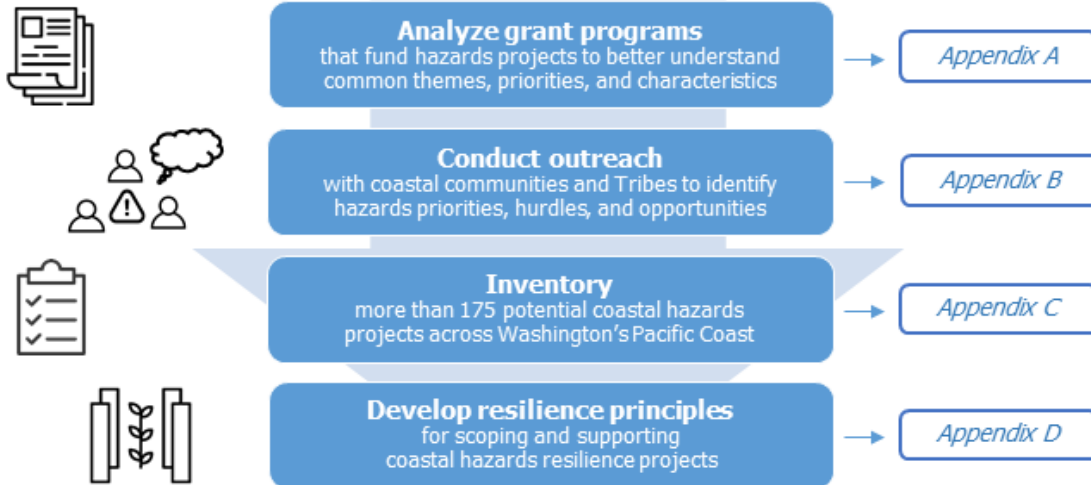 Analyze grant programs
that fund hazards projects to better understand
common themes, priorities, and characteristics
Appendix A
Conduct outreach
with coastal communities and Tribes to identify
hazards priorities, hurdles, and opportunities
Appendix B
Inventory
more than 175 potential coastal hazards
projects across Washington’s Pacific Coast
Appendix C
Develop resilience principles
for scoping and supporting
coastal hazards resilience projects
Appendix D